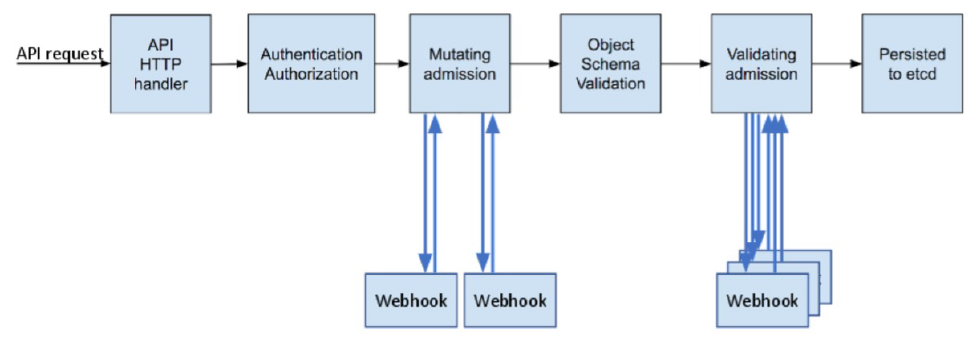 API request
API
HTTP
handler
Authentication
Authorization
Mutating
admission
Object
Schema
Validation
Validating
admission
Persisted
to etcd
Webhook
Webhook
Webhook